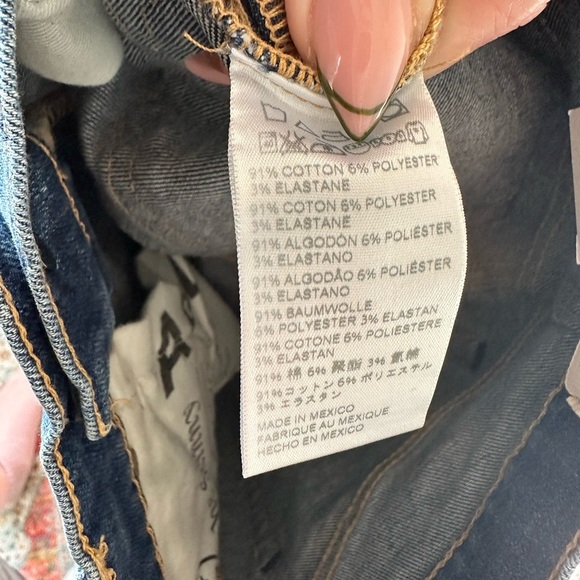 91% COTTON 6% POLYESTER
3% ELASTANE
91% COTON 6% POLYESTER
3% ELASTANE
91% ALGODÓN 6% POLIÉSTER
3% ELASTANO
91% ALGODÃO 6% POLIÉSTER
3% ELASTANO
91% BAUMWOLLE
6% POLYESTER 3% ELASTAN
91% COTONE 6% POLIESTERE
3% ELASTAN
91% 棉 6% 聚酯 3% 氨纶
91% コットン 6% ポリエステル
3% エラスタン
MADE IN MEXICO
FABRIQUE AU MEXIQUE
HECHO EN MEXICO